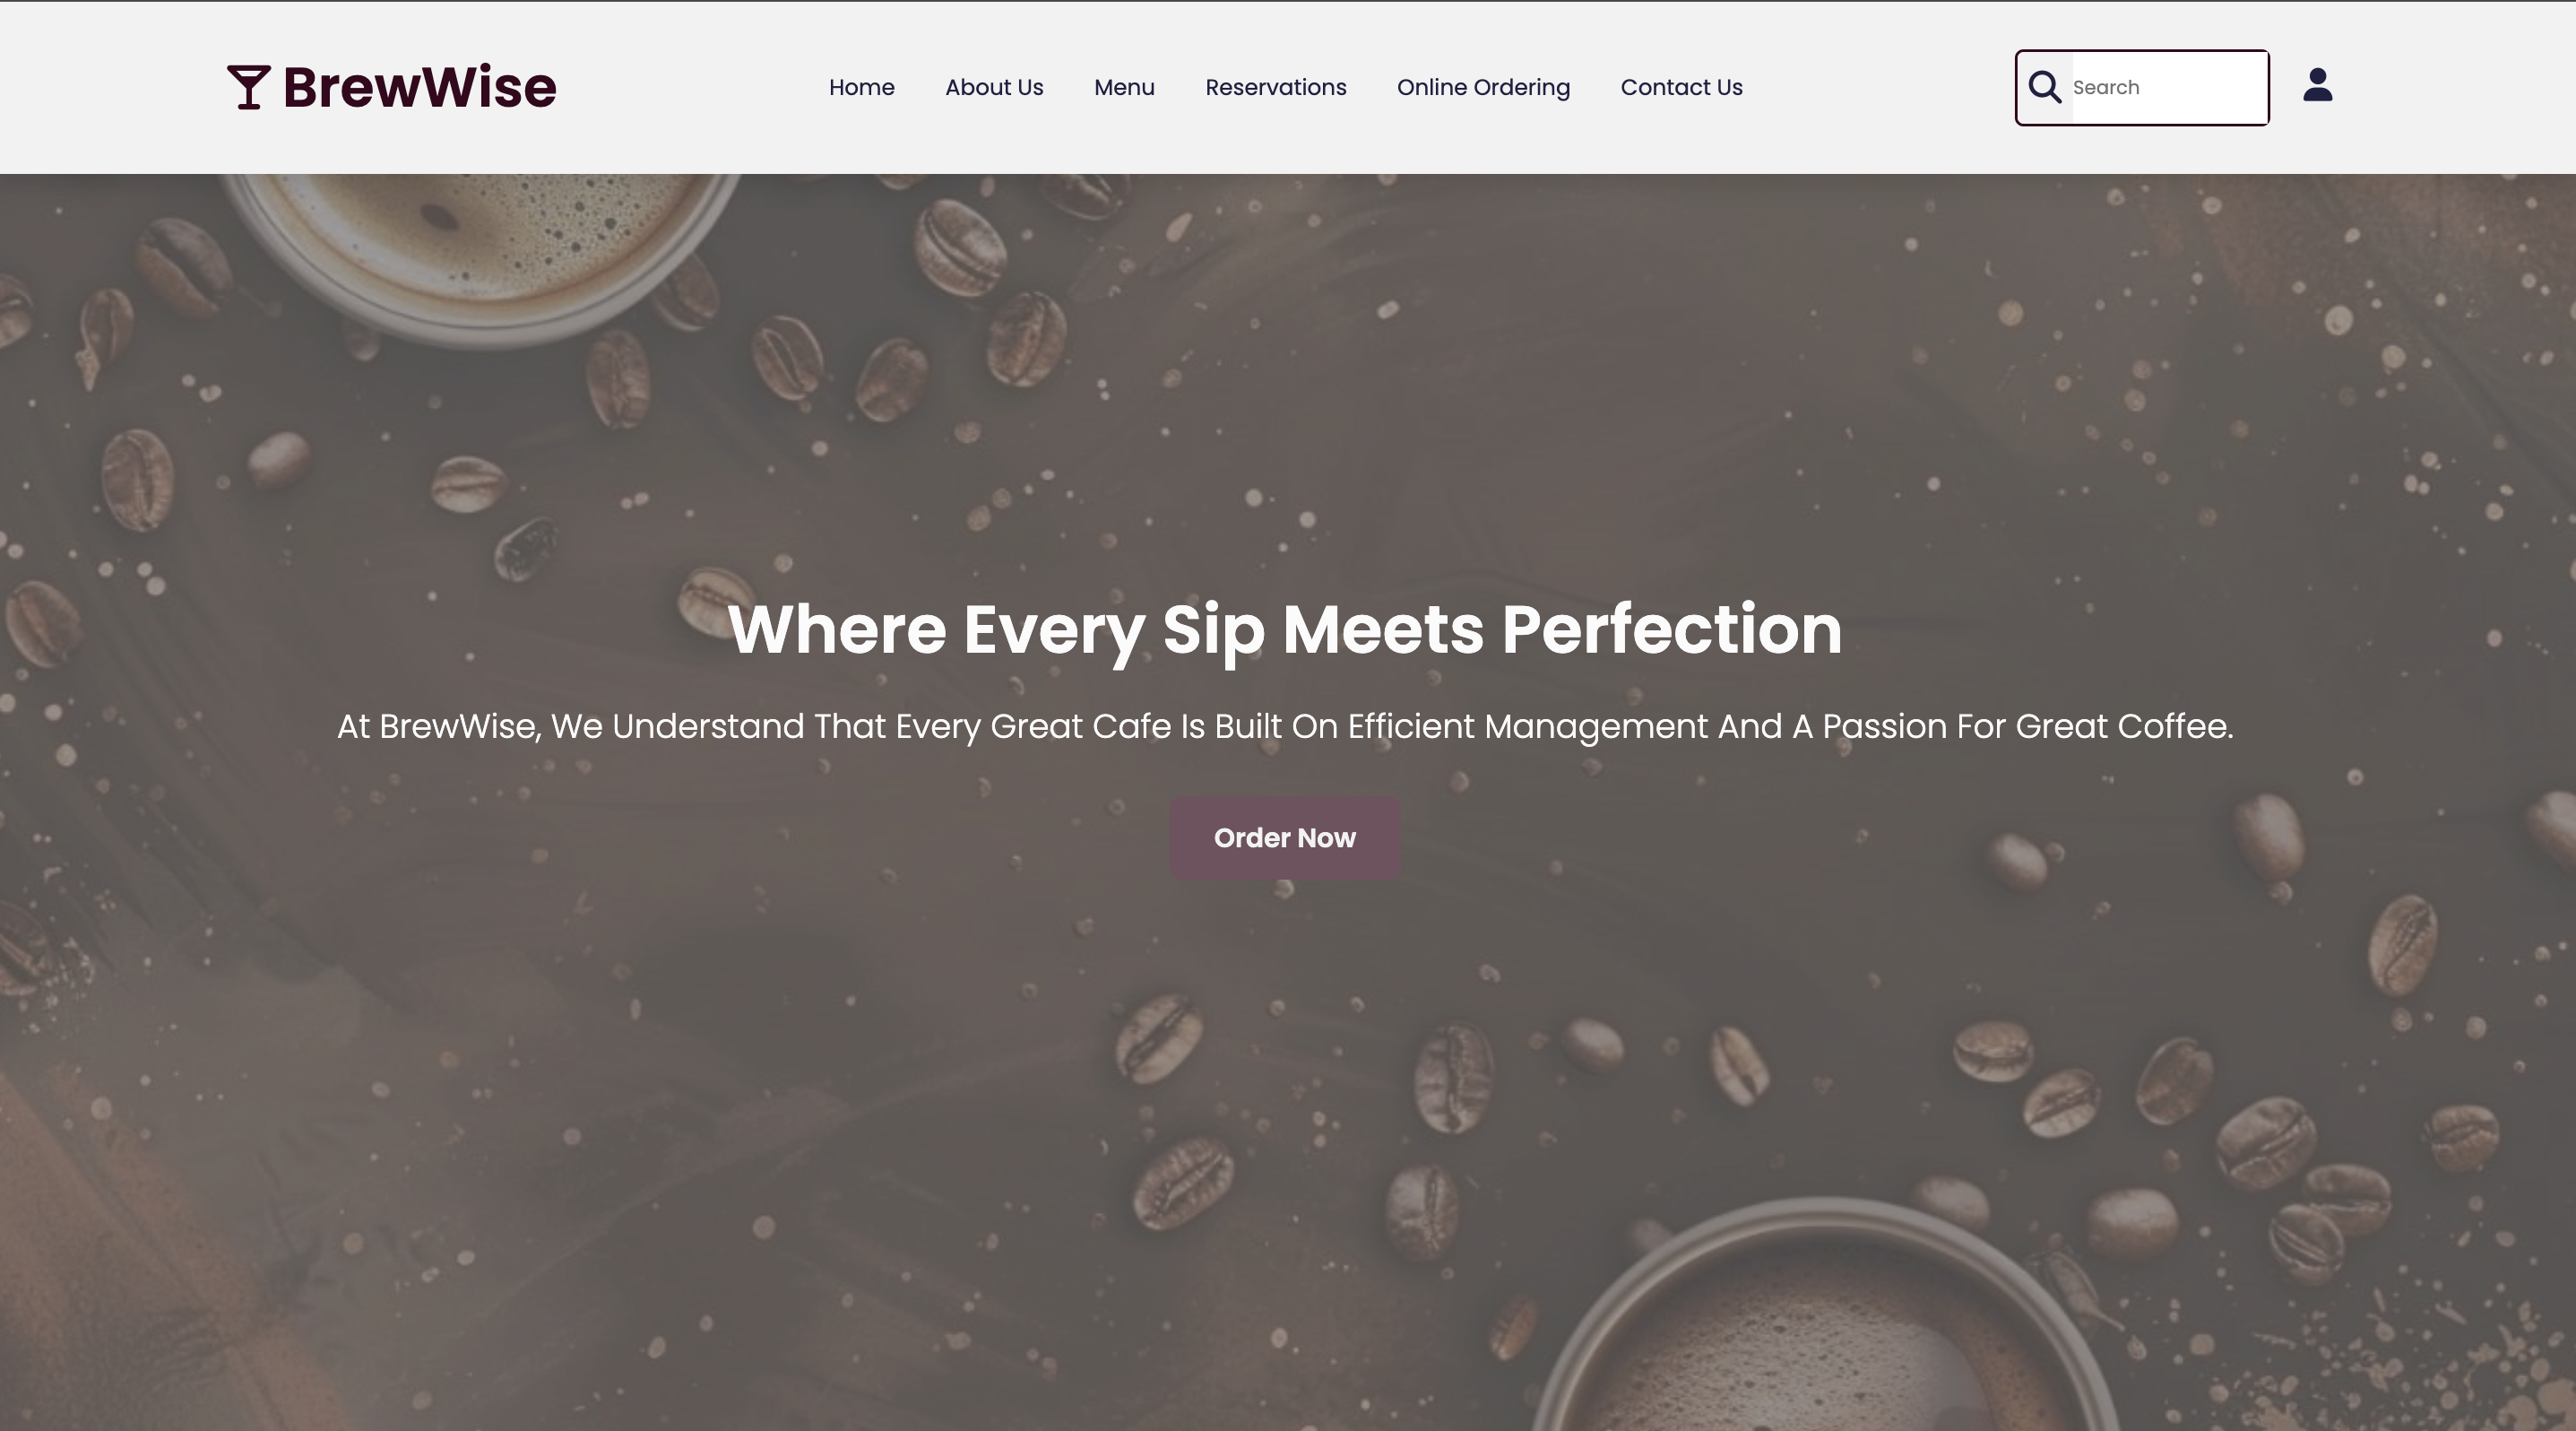 BrewWise
Home About Us Menu Reservations Online Ordering Contact Us
Search
Where Every Sip Meets Perfection
At BrewWise, We Understand That Every Great Cafe Is Built On Efficient Management And A Passion For Great Coffee.
Order Now